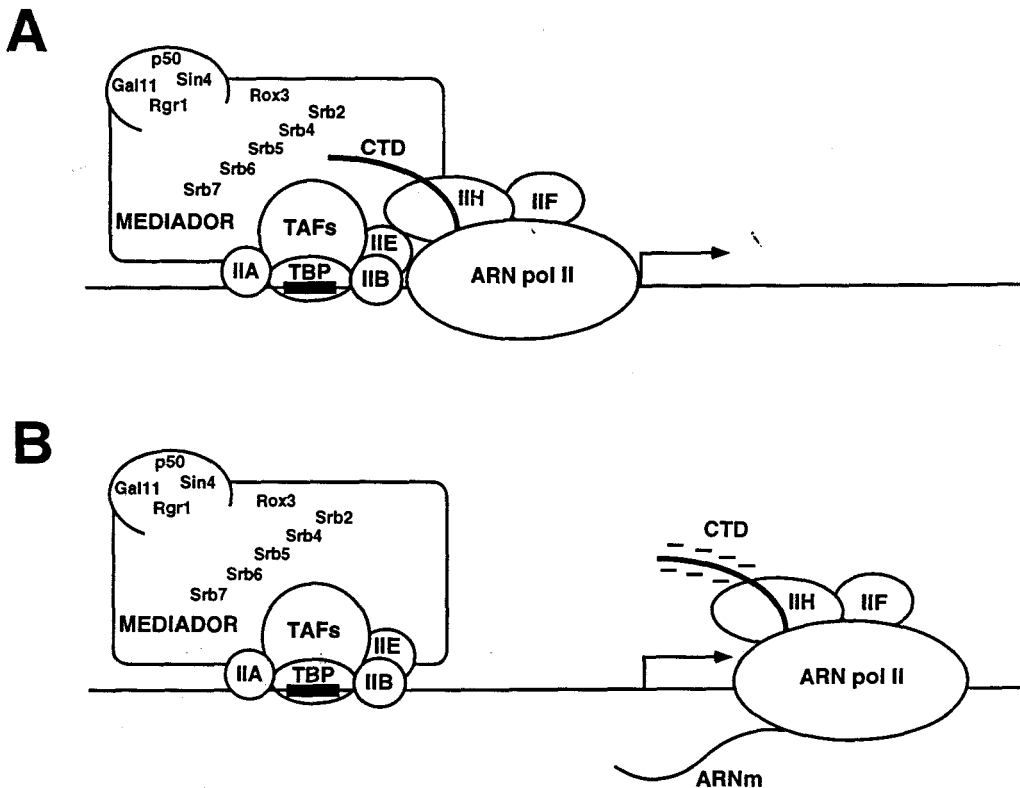 A
p50
Gal11 Sin4
Rgr1
Rox3
Srb2
Srb4
Srb5
Srb6
Srb7
CTD
MEDIADOR
TAFs
IIH
IIF
IIE
IIA
TBP
IIB
ARN pol II
B
p50
Gal11 Sin4
Rgr1
Rox3
Srb2
Srb4
Srb5
Srb6
Srb7
MEDIADOR
TAFs
IIE
IIA
TBP
IIB
CTD
IIH
IIF
ARN pol II
ARNm